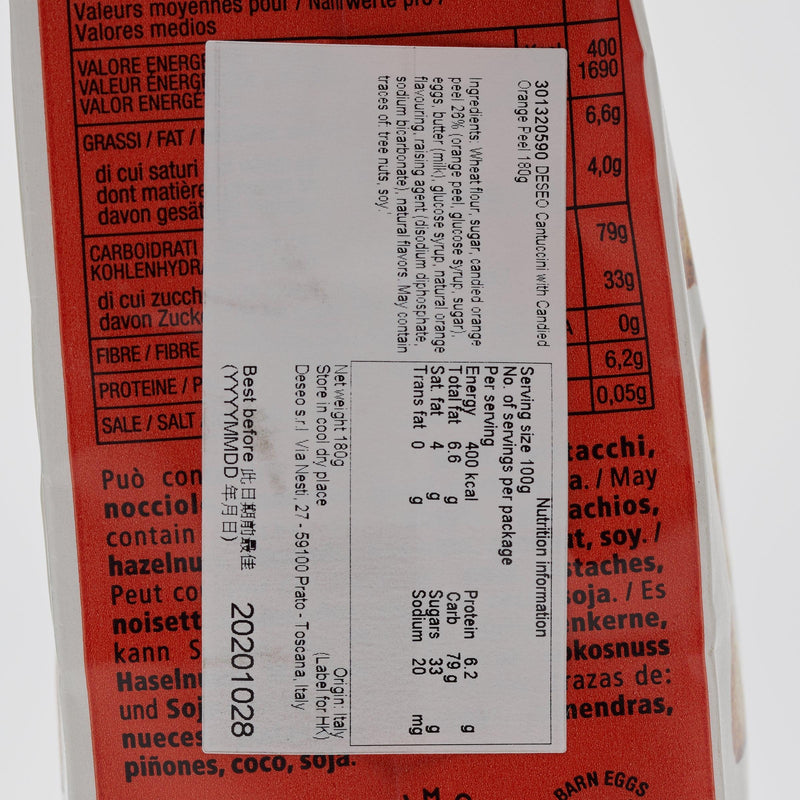 Valeurs moyennes pour / Nährwerte pro /
Valores medios
VALORE ENERGE
VALEUR ÉNERGÉ
VALOR ENERGÉ
400
1690
GRASSI / FAT /
6,6g
di cui saturi
dont matière
davon gesät
4,0g
CARBOIDRATI
KOHLENHYDR
79g
di cui zucch
davon Zuck
33g
0g
FIBRE / FIBRE
6,2g
PROTEINE / P
0,05g
SALE / SALT
301320590 DESEO Cantuccini with Candied
Orange Peel 180g
Ingredients: Wheat flour, sugar, candied orange
peel 26% (orange peel, glucose syrup, sugar),
eggs, butter (milk), glucose syrup, natural orange
flavouring, raising agent (disodium diphosphate,
sodium bicarbonate), natural flavors. May contain
traces of tree nuts, soy.
Nutrition information
Serving size 100g
No. of servings per package
Per serving
Energy 400 kcal Protein 6.2 g
Total fat 6.6 g Carb 79 g
Sat. fat 4 g Sugars 33 g
Trans fat 0 g Sodium 20 mg
Net weight 180g Origin: Italy
Store in cool dry place (Label for HK)
Deseo s.r.l. Via Nesti, 27 - 59100 Prato - Toscana, Italy
Best before 此日期前最佳
(YYYYMMDD 年月日) 20201028
Può con
tacchi,
nocciol
a. / May
contain
achios,
hazelnu
t, soy. /
Peut co
staches,
noisett
soja. / Es
kann S
enkerne,
Haseln
okosnuss
und Soj
razas de:
nueces
mendras,
piñones, coco, soja.
BARN EGGS